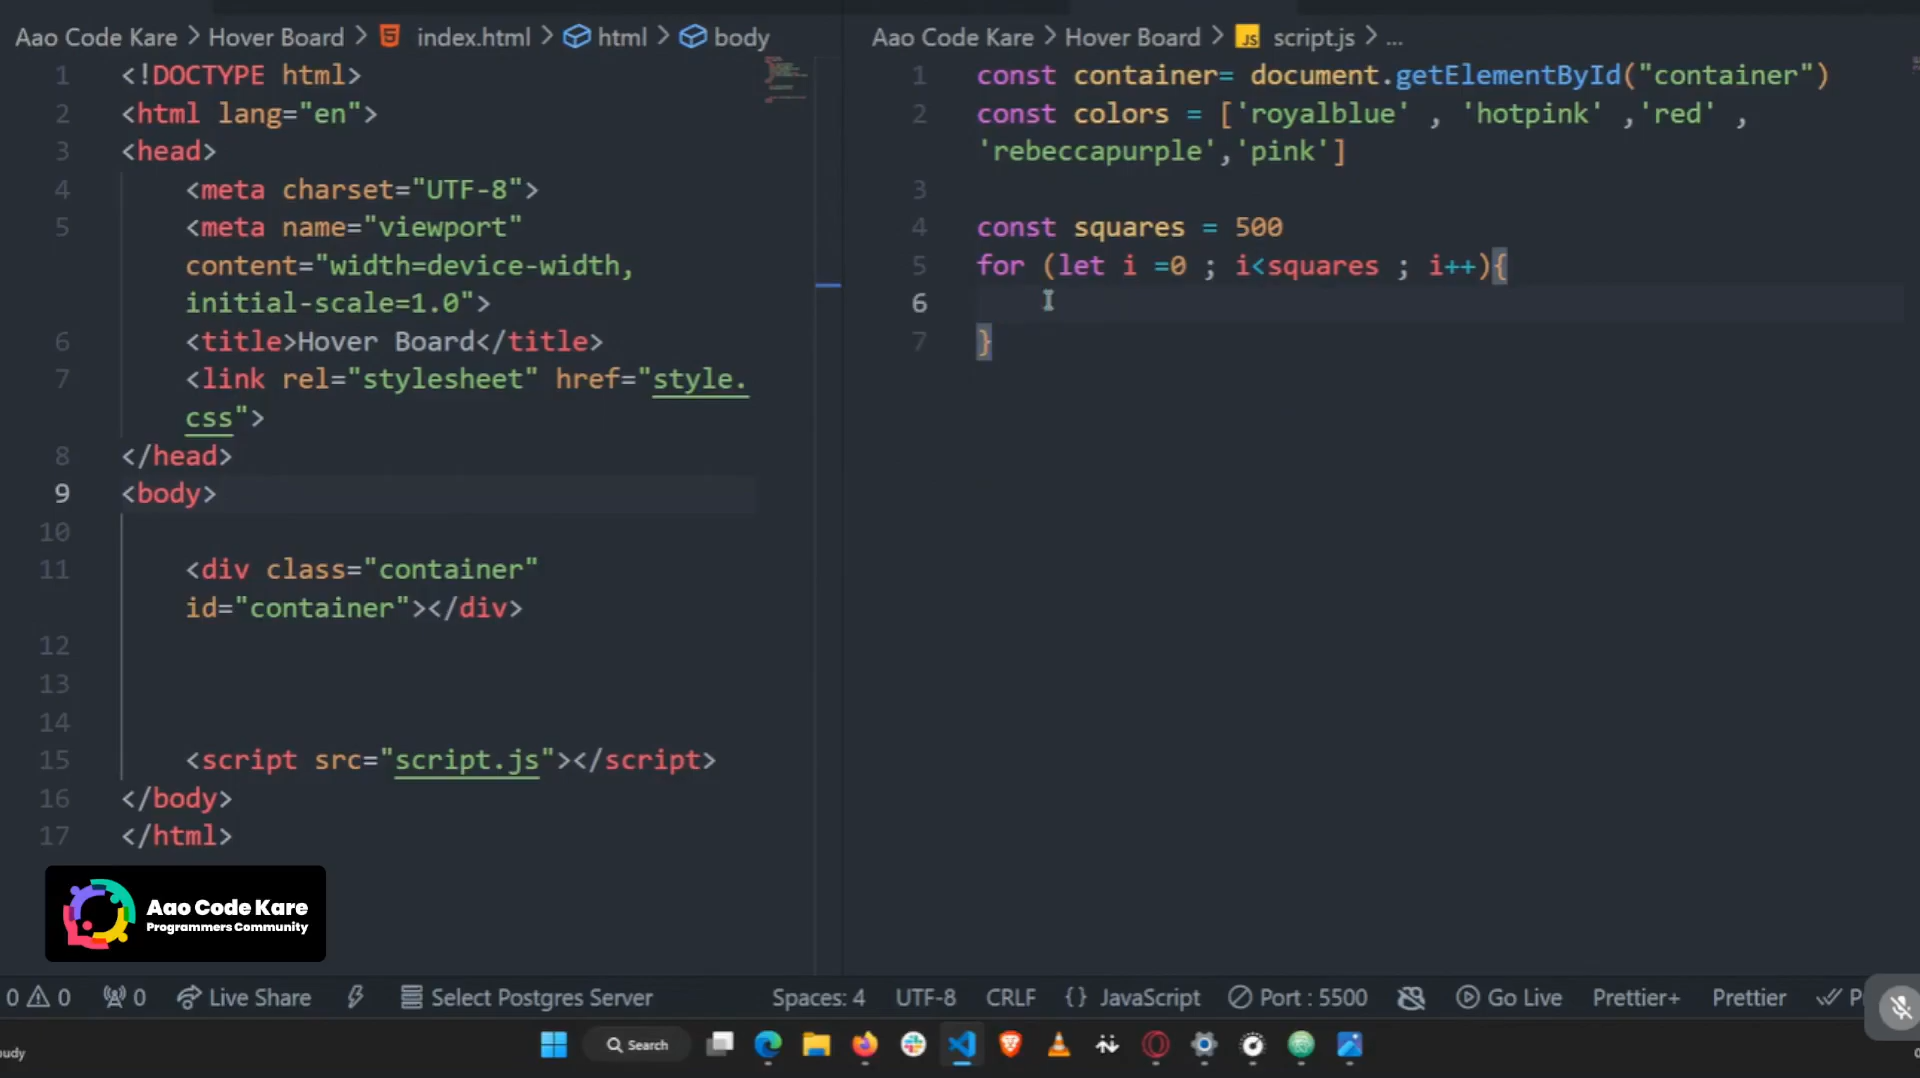 Aao Code Kare > Hover Board > index.html > html > body
1 <!DOCTYPE html>
2 <html lang="en">
3 <head>
4 <meta charset="UTF-8">
5 <meta name="viewport"
content="width=device-width,
initial-scale=1.0">
6 <title>Hover Board</title>
7 <link rel="stylesheet" href="style.
css">
8 </head>
9 <body>
10
11 <div class="container"
id="container"></div>
12
13
14
15 <script src="script.js"></script>
16 </body>
17 </html>
Aao Code Kare > Hover Board > JS script.js > ...
1 const container= document.getElementById("container")
2 const colors = ['royalblue' , 'hotpink' ,'red' ,
'rebeccapurple','pink']
3
4 const squares = 500
5 for (let i =0 ; i<squares ; i++){
6
7 }
Aao Code Kare
Programmers Community
0 0 0 Live Share Select Postgres Server Spaces: 4 UTF-8 CRLF {} JavaScript Port : 5500 Go Live Prettier+ Prettier
Search